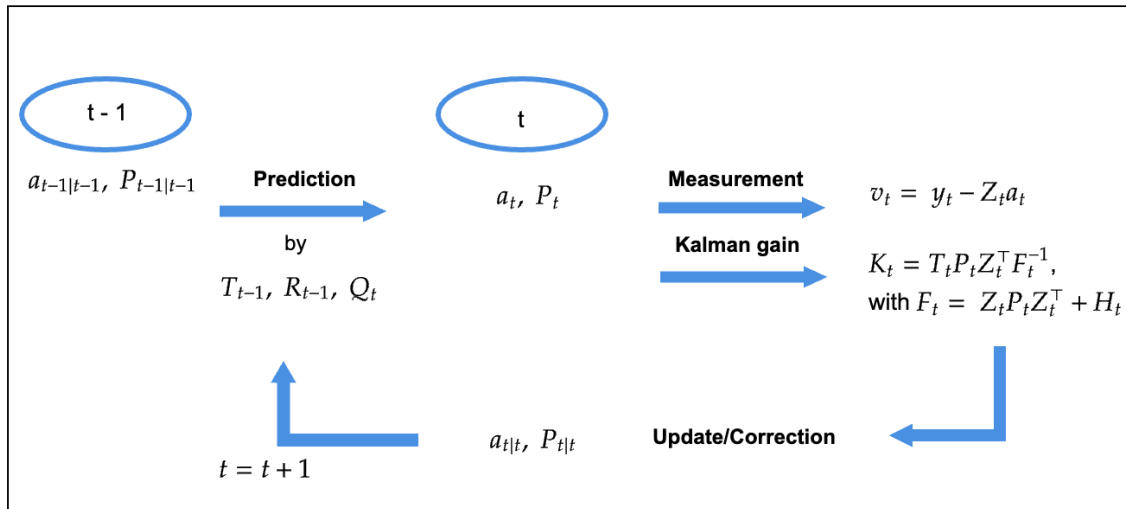 t - 1
t
a_{t−1|t−1}, P_{t−1|t−1}
Prediction
by
T_{t−1}, R_{t−1}, Q_t
a_t, P_t
Measurement
v_t = y_t − Z_t a_t
Kalman gain
K_t = T_t P_t Z_t^⊤ F_t^{−1},
with F_t = Z_t P_t Z_t^⊤ + H_t
Update/Correction
a_{t|t}, P_{t|t}
t = t + 1